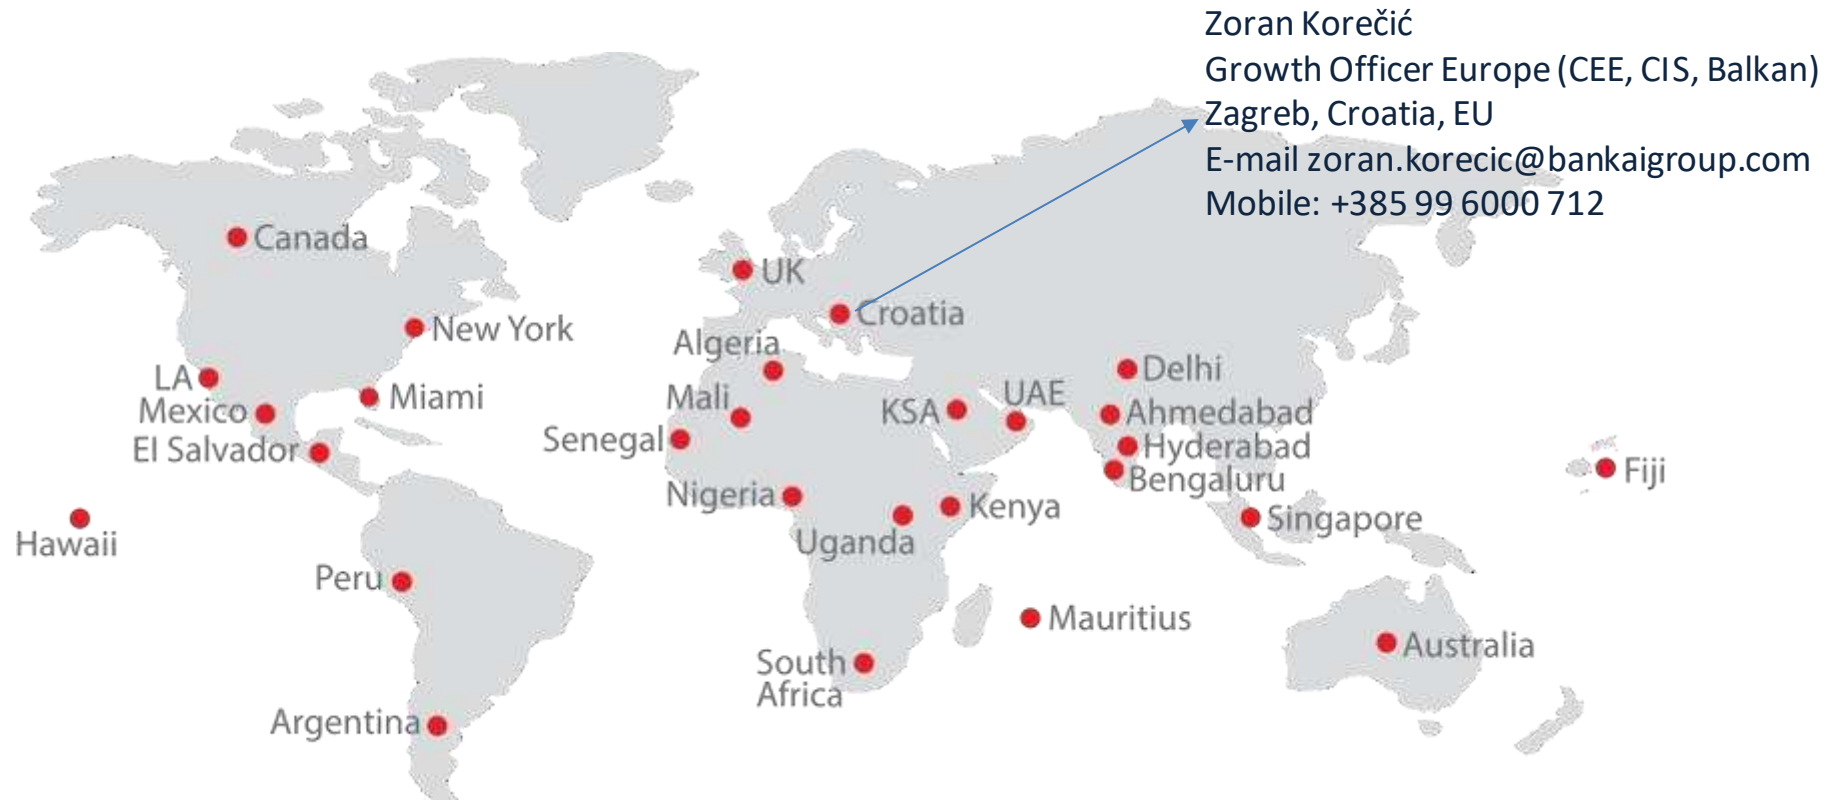 Zoran Korečić
Growth Officer Europe (CEE, CIS, Balkan)
Zagreb, Croatia, EU
E-mail zoran.korecic@bankaigroup.com
Mobile: +385 99 6000 712
Canada
UK
Croatia
New York
Algeria
LA
Miami
Mexico
El Salvador
Mali
Senegal
KSA
UAE
Delhi
Ahmedabad
Hyderabad
Bengaluru
Fiji
Nigeria
Kenya
Uganda
Singapore
Hawaii
Peru
Mauritius
South
Africa
Australia
Argentina